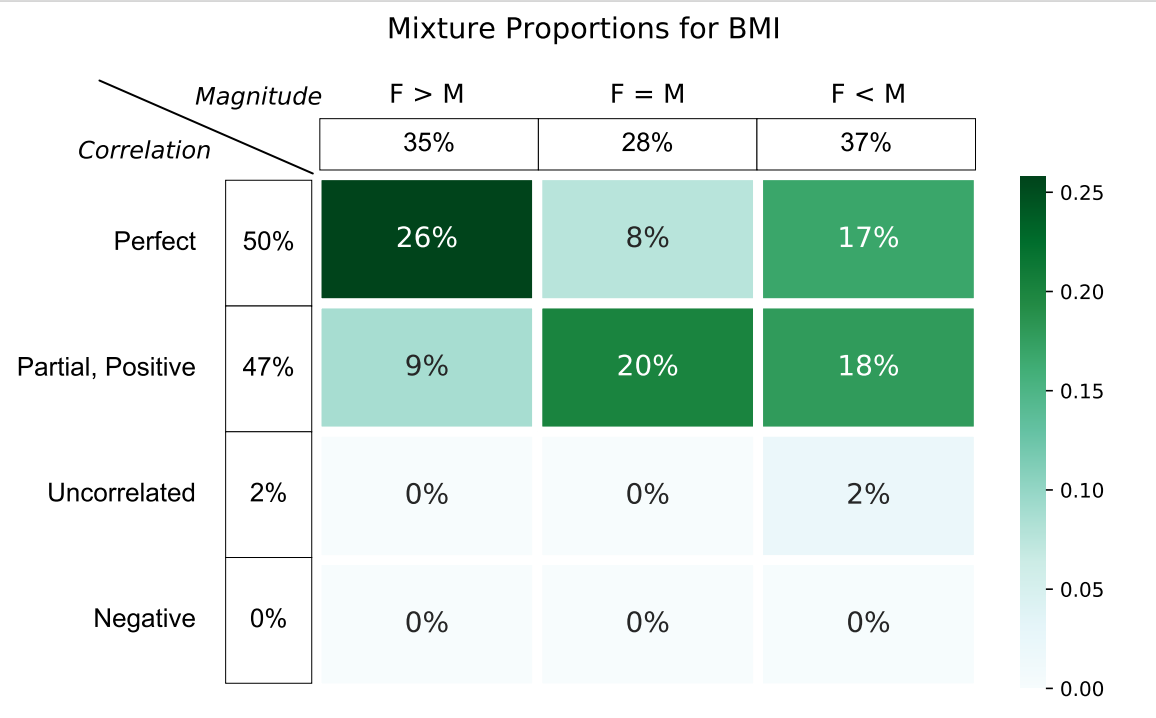 Mixture Proportions for BMI
Magnitude F > M F = M F < M
Correlation 35% 28% 37%
Perfect 50% 26% 8% 17%
Partial, Positive 47% 9% 20% 18%
Uncorrelated 2% 0% 0% 2%
Negative 0% 0% 0% 0%
0.25
0.20
0.15
0.10
0.05
0.00